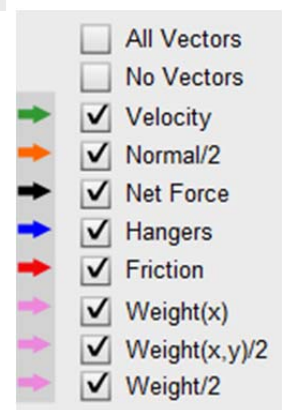 All Vectors
No Vectors
Velocity
Normal/2
Net Force
Hangers
Friction
Weight(x)
Weight(x,y)/2
Weight/2